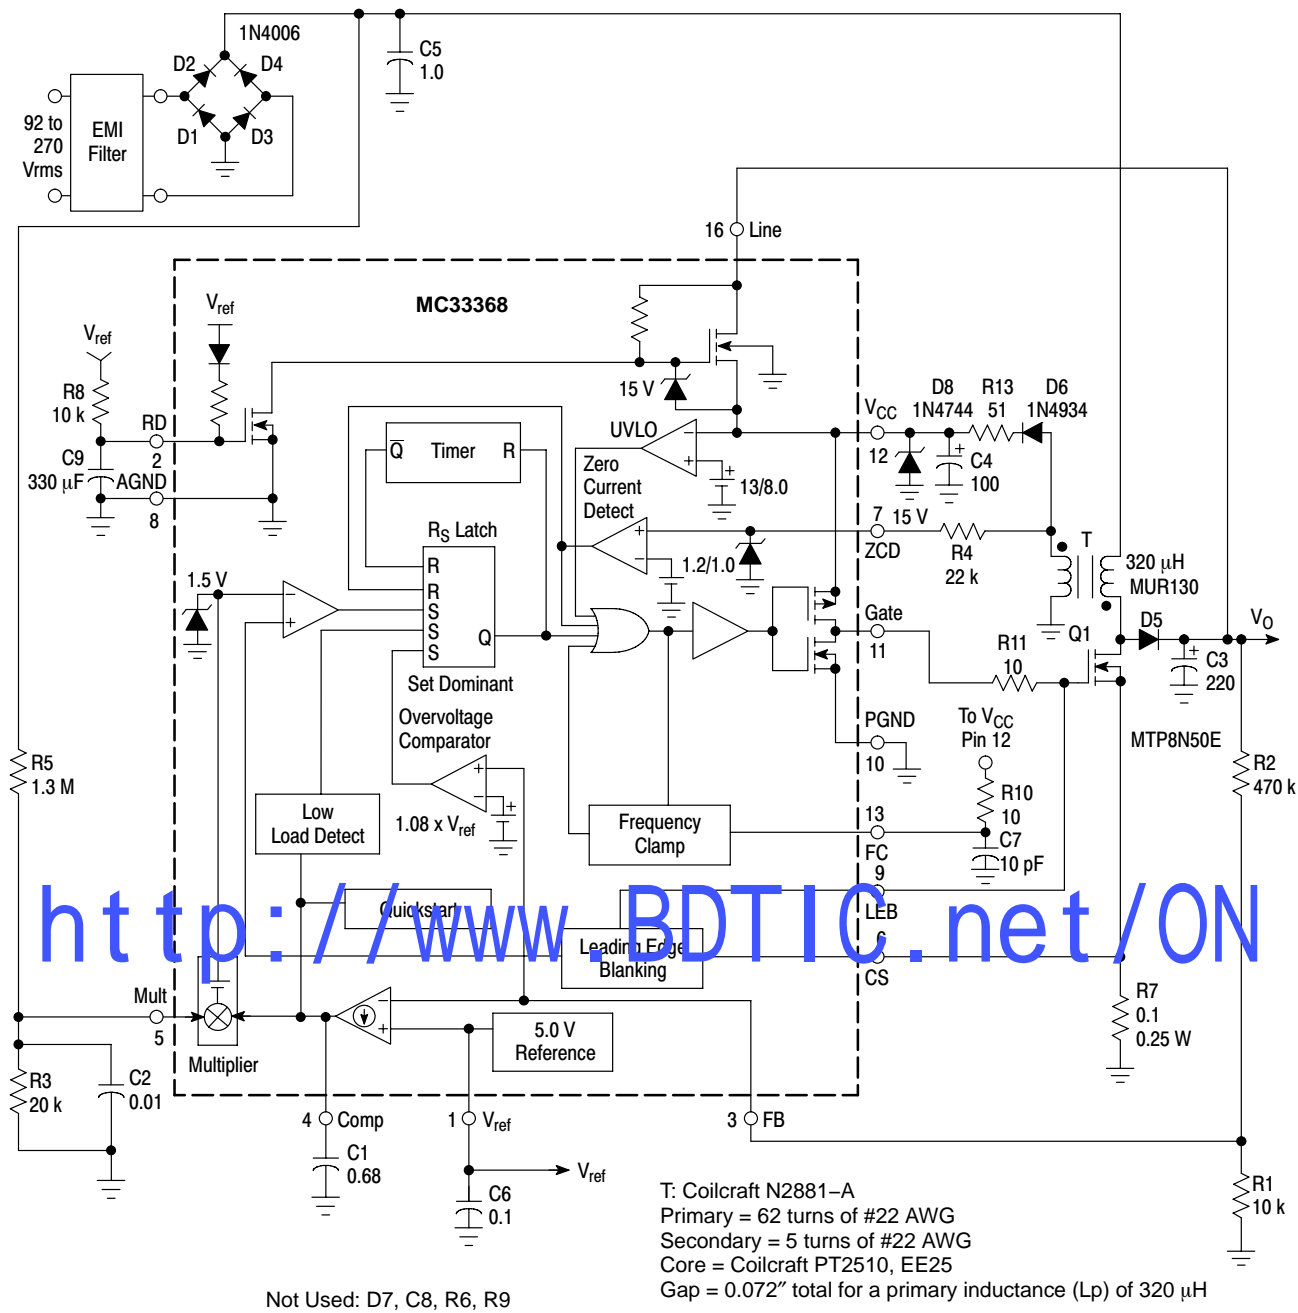 1N4006
D2
D4
D1
D3
C5
1.0
92 to
270
Vrms
EMI
Filter
16
Line
MC33368
Vref
Vref
R8
10 k
RD
2
C9
330 μF
AGND
8
15 V
UVLO
13/8.0
VCC
12
D8
1N4744
R13
51
D6
1N4934
C4
100
Q̅
Timer
R
Zero
Current
Detect
7
15 V
ZCD
R4
22 k
T
320 μH
MUR130
RS Latch
R
R
S
S
S
Q
Set Dominant
1.5 V
1.2/1.0
Gate
11
R11
10
Q1
D5
VO
C3
220
MTP8N50E
Overvoltage
Comparator
1.08 x Vref
PGND
10
To VCC
Pin 12
R10
10
C7
10 pF
R5
1.3 M
R2
470 k
Low
Load Detect
Frequency
Clamp
13
FC
9
LEB
Quickstart
http://www.BDTIC.net/ON
Leading Edge
Blanking
6
CS
Mult
5
Multiplier
5.0 V
Reference
R7
0.1
0.25 W
R3
20 k
C2
0.01
4
Comp
1
Vref
3
FB
C1
0.68
Vref
C6
0.1
R1
10 k
T: Coilcraft N2881−A
Primary = 62 turns of #22 AWG
Secondary = 5 turns of #22 AWG
Core = Coilcraft PT2510, EE25
Gap = 0.072″ total for a primary inductance (Lp) of 320 μH
Not Used: D7, C8, R6, R9